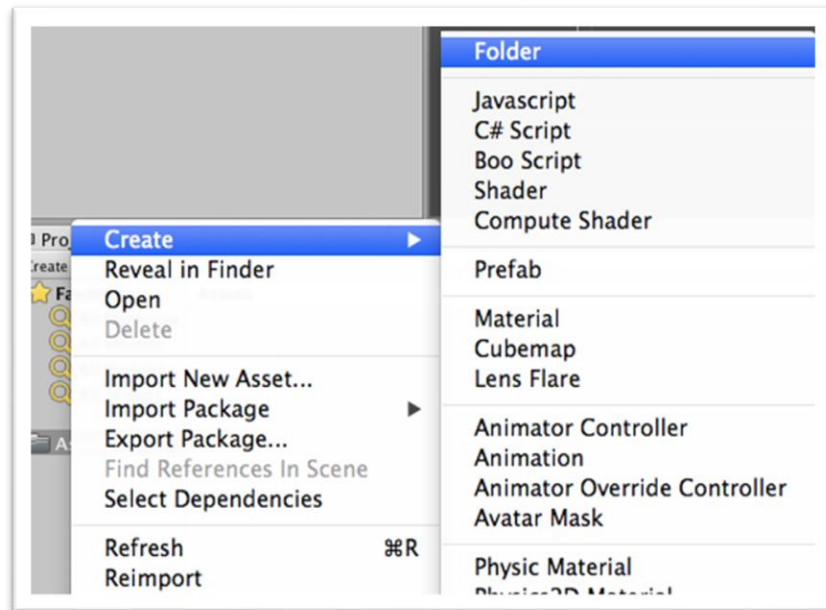 Folder
Javascript
C# Script
Boo Script
Shader
Compute Shader
Prefab
Material
Cubemap
Lens Flare
Animator Controller
Animation
Animator Override Controller
Avatar Mask
Physic Material
Create
Reveal in Finder
Open
Delete
Import New Asset...
Import Package
Export Package...
Find References In Scene
Select Dependencies
Refresh ⌘R
Reimport
Create